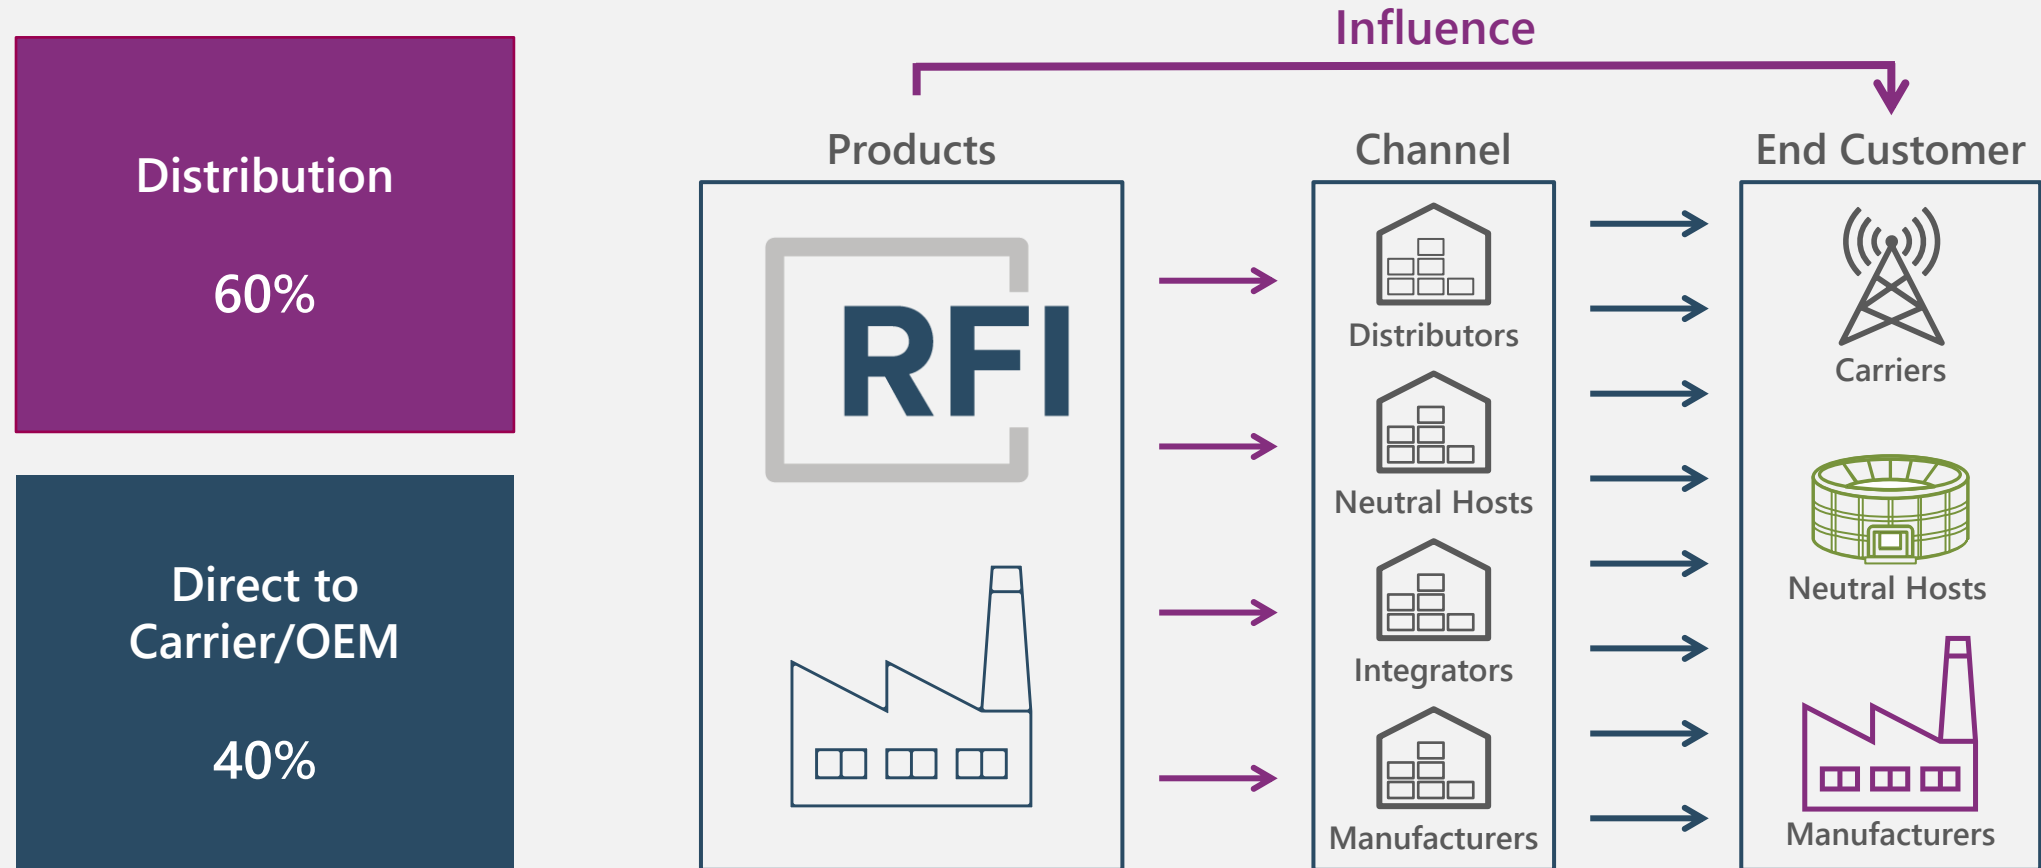 Distribution
60%
Direct to
Carrier/OEM
40%
Influence
Products
RFI
Channel
Distributors
Neutral Hosts
Integrators
Manufacturers
End Customer
Carriers
Neutral Hosts
Manufacturers